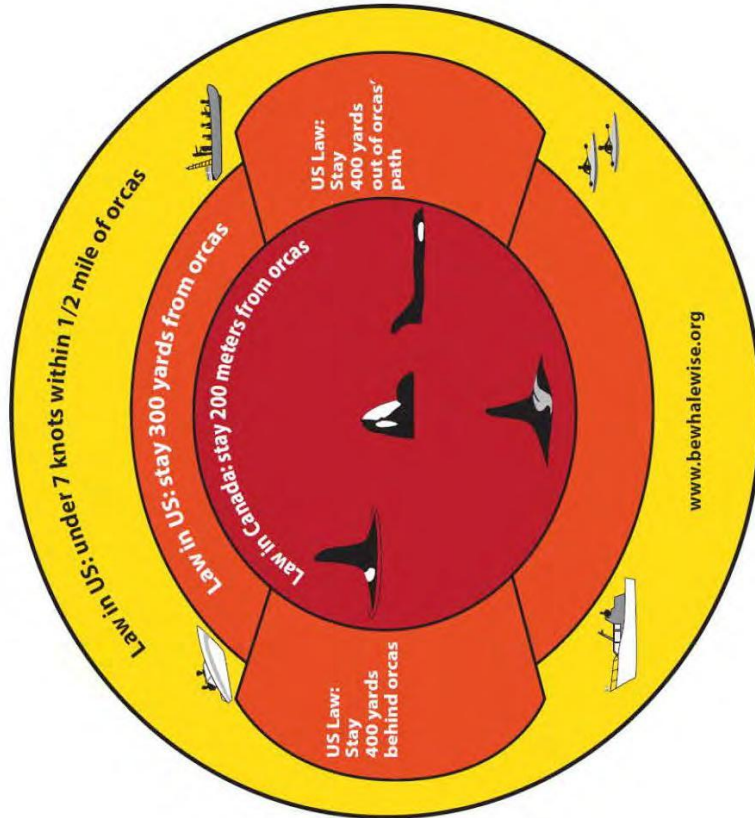 Law in US: under 7 knots within 1/2 mile of orcas
Law in US: stay 300 yards from orcas
Law in Canada: stay 200 meters from orcas
US Law:
Stay
400 yards
behind orcas
US Law:
Stay
400 yards
out of orcas'
path
www.bewhalewise.org